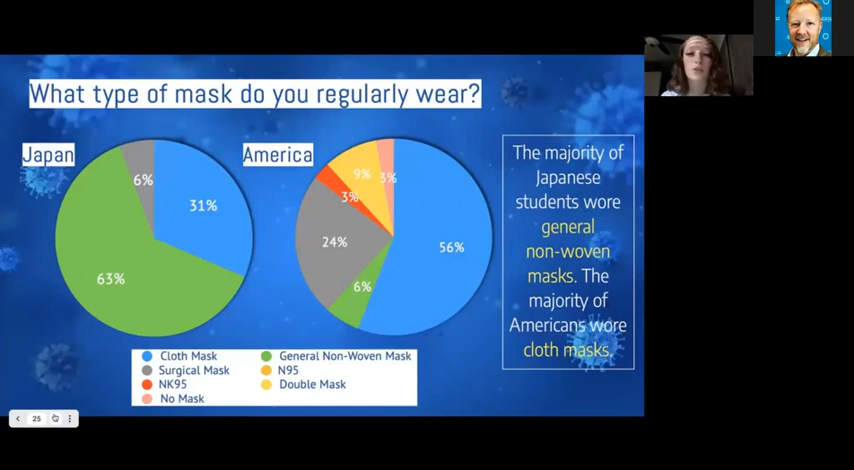 What type of mask do you regularly wear?
Japan
America
6%
31%
63%
9%
3%
3%
24%
56%
6%
The majority of
Japanese
students wore
general
non-woven
masks. The
majority of
Americans wore
cloth masks.
Cloth Mask
General Non-Woven Mask
Surgical Mask
N95
NK95
Double Mask
No Mask
25